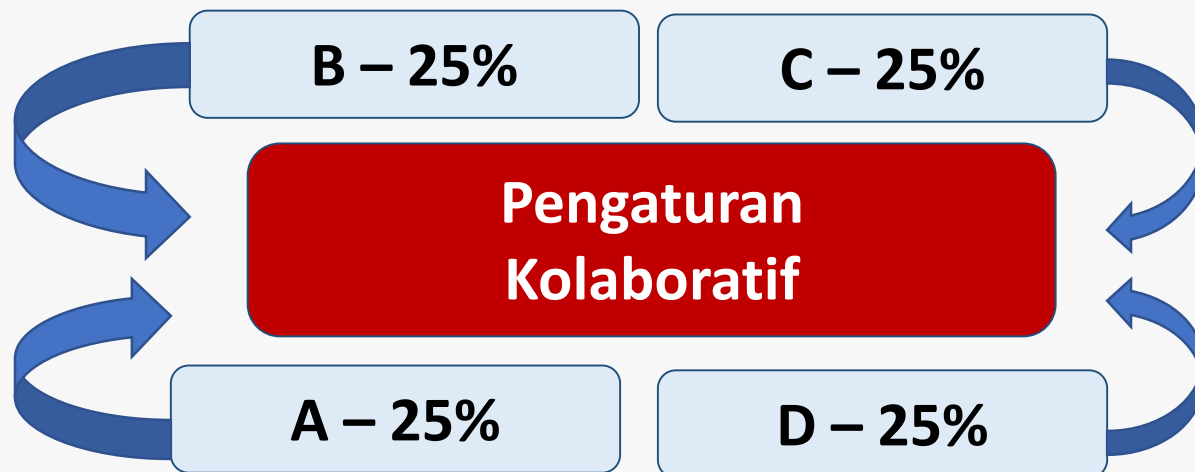 B – 25%
C – 25%
Pengaturan
Kolaboratif
A – 25%
D – 25%